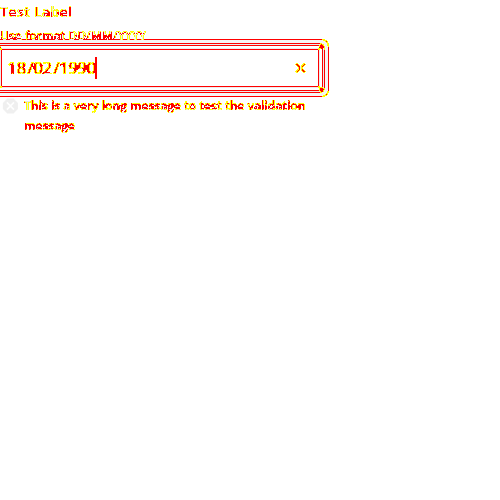 Test Label
Use format DD/MM/YYYY
18/02/1990
This is a very long message to test the validation
message